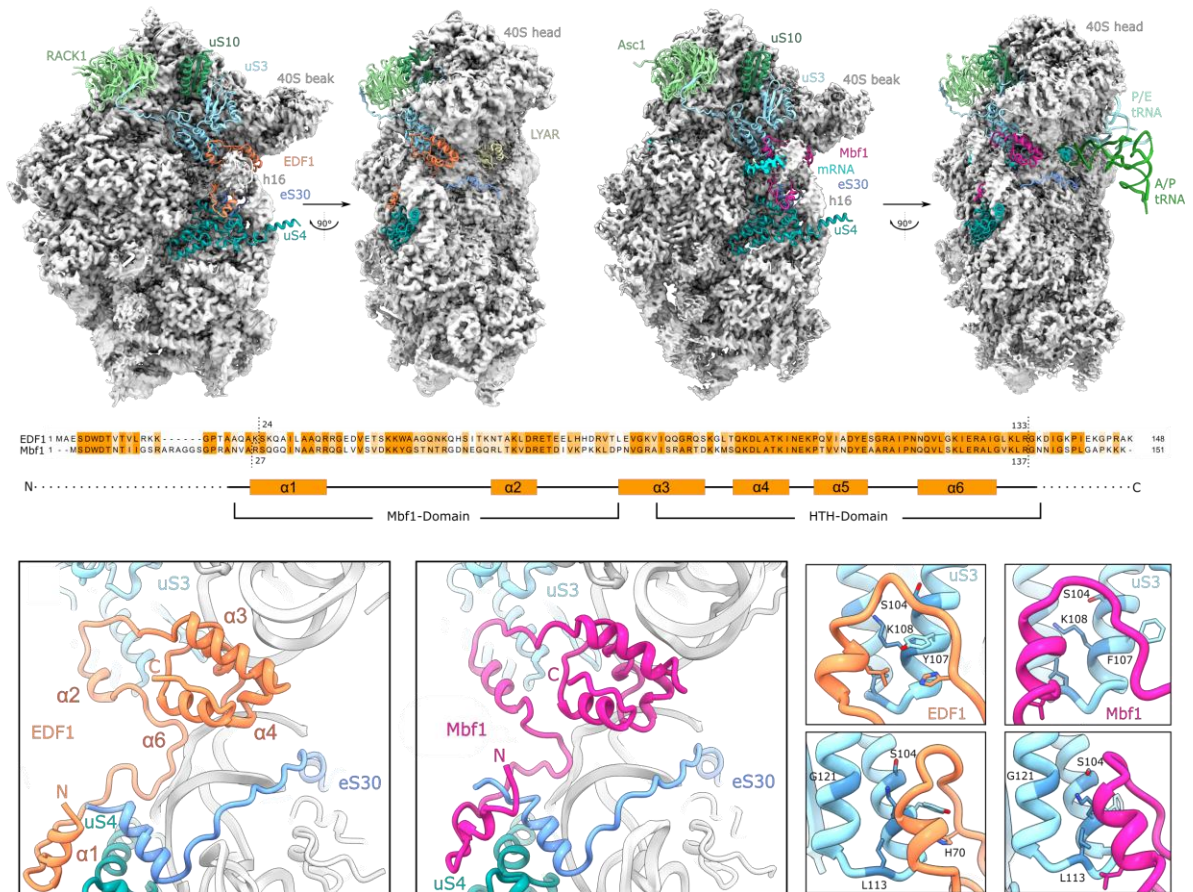 RACK1
uS10
uS3
40S beak
EDF1
h16
eS30
uS4
90°
40S head
LYAR
Asc1
uS10
uS3
40S beak
Mbf1
mRNA
eS30
h16
uS4
90°
40S head
P/E
tRNA
A/P
tRNA
24
133
EDF1 1 MAESDWDTVTVLRKK-------GPTAAQAKSKQAILAAQRRGEDVETSKKWAAGQNKQHSITKNTAKLDRETEELHHDRVTLEVGKVIQQGRQSKGLTQKDLATKINEKPQVIADYESGRAIPNNQVLGKIERAIGLKLRGKDIGKPIEKGPRAK 148
Mbf1 1 --MSDWDTNTIIGSRARAGGSGPRANVARSQGQINAARRQGLVVSVDKKYGSTNTRGDNEGQRLTKVDRETDIVKPKKLDPNVGRAISRARTDKKMSQKDLATKINEKPTVVNDYEAARAIPNNQVLSKIERAIGLKLRGNNIGSPLGAPKKK- 151
27
137
N
α1
α2
α3
α4
α5
α6
C
Mbf1-Domain
HTH-Domain
uS3
α3
C
α2
EDF1
α6
α4
N
uS4
α1
eS30
uS3
C
Mbf1
N
eS30
uS4
uS3
S104
K108
Y107
EDF1
uS3
S104
K108
F107
Mbf1
S104
G121
H70
L113
S104
G121
L113